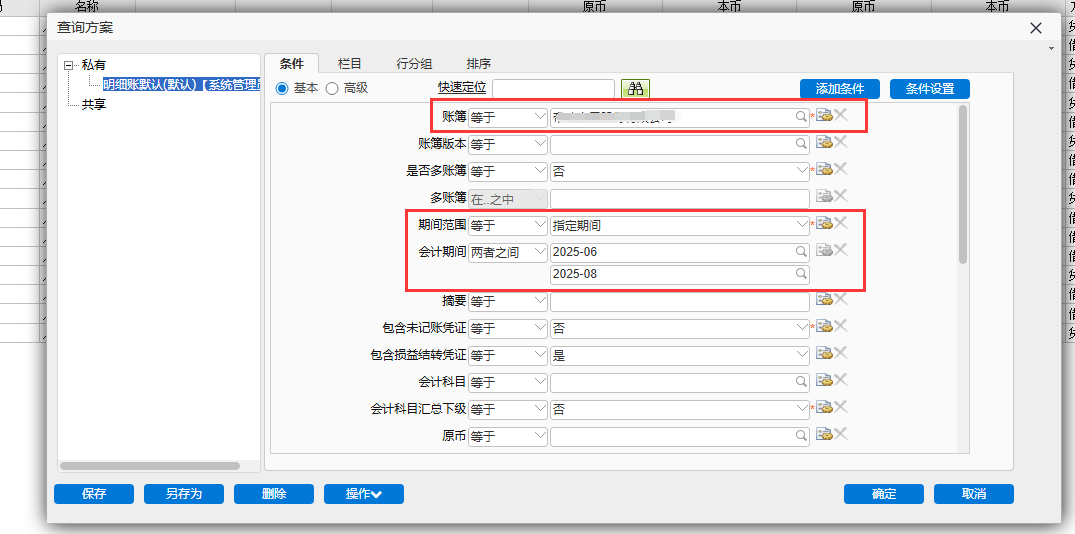 名称 原币 本币 原币 本币
查询方案
私有
明细账默认(默认)【系统管理
共享
条件 栏目 行分组 排序
基本 高级 快速定位 添加条件 条件设置
账簿 等于 *
账簿版本 等于
是否多账簿 等于 否 *
多账簿 在..之中
期间范围 等于 指定期间 *
会计期间 两者之间 2025-06
2025-08
摘要 等于
包含未记账凭证 等于 否 *
包含损益结转凭证 等于 是
会计科目 等于
会计科目汇总下级 等于 否 *
原币 等于
保存 另存为 删除 操作 确定 取消